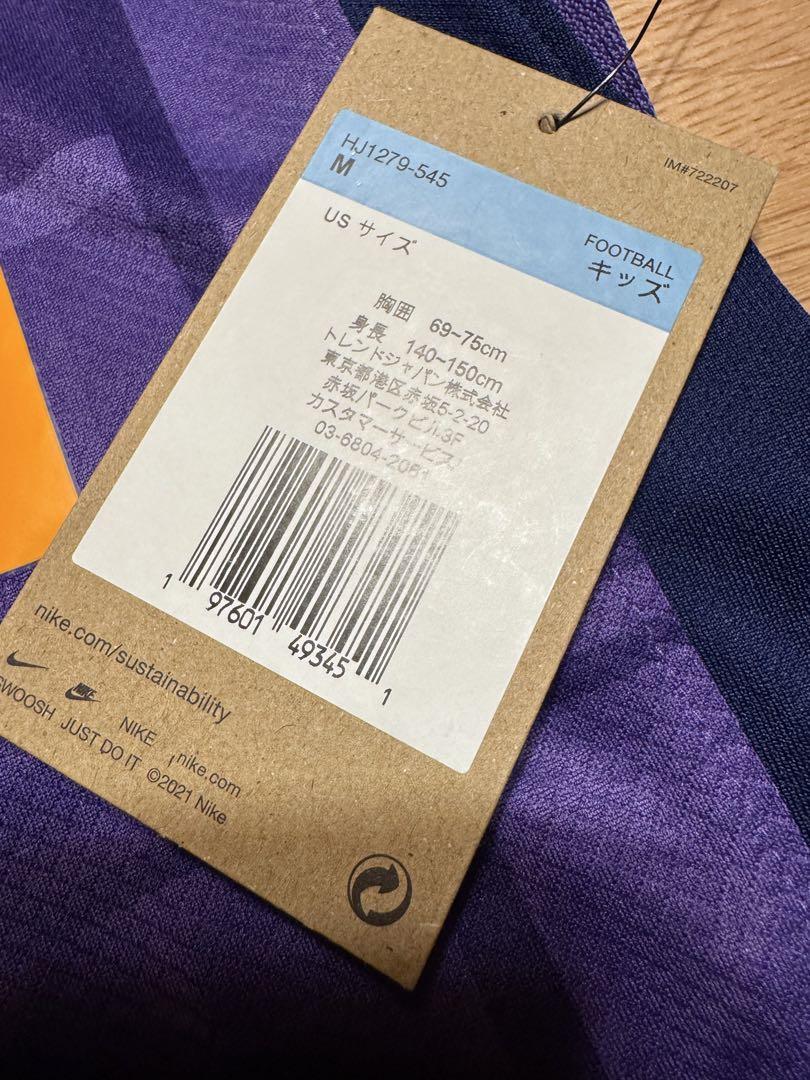 HJ1279-545
M
IM#722207
FOOTBALL
キッズ
US サイズ
胸囲 69~75cm
身長 140~150cm
トレンドジャパン株式会社
東京都港区赤坂5-2-20
赤坂パークビル3F
カスタマーサービス
03-6804-2061
1 97601 49345 1
nike.com/sustainability
NIKE
SWOOSH JUST DO IT NIKE nike.com
©2021 Nike